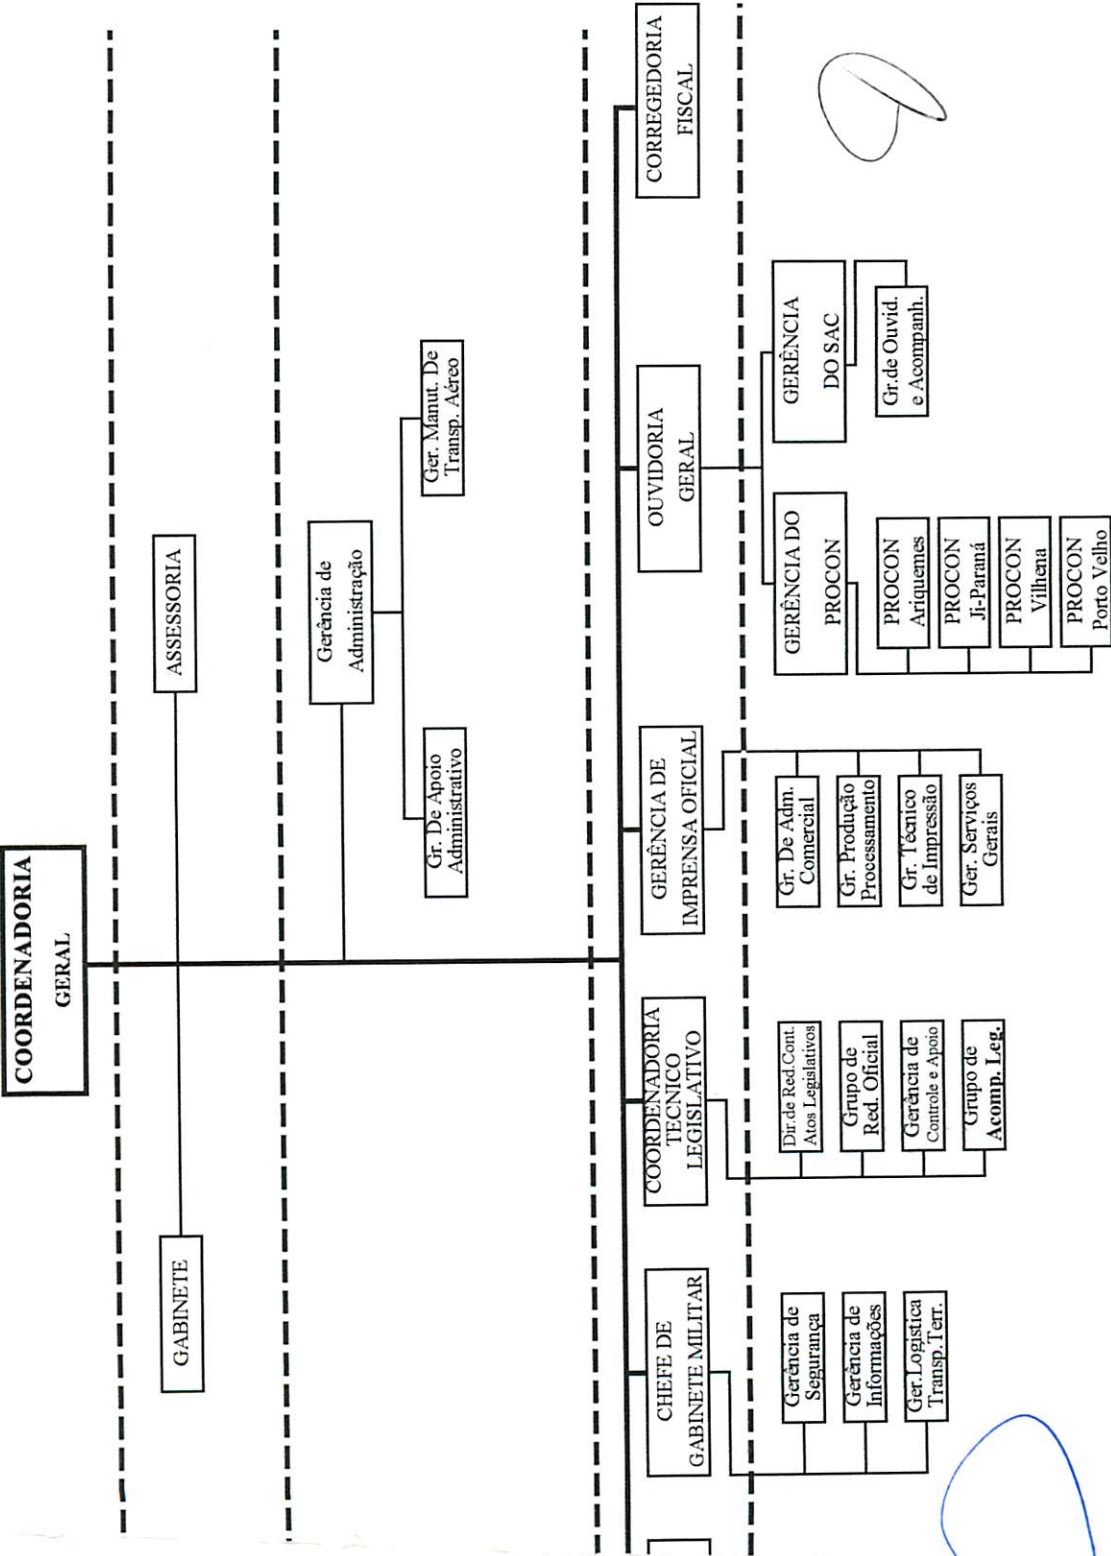 COORDENADORIA
GERAL
GABINETE
ASSESSORIA
Gerência de
Administração
Gr. De Apoio
Administrativo
Ger. Manut. De
Transp. Aéreo
CHEFE DE
GABINETE MILITAR
COORDENADORIA
TECNICO
LEGISLATIVO
GERÊNCIA DE
IMPRENSA OFICIAL
OUVIDORIA
GERAL
CORREGEDORIA
FISCAL
Gerência de
Segurança
Gerência de
Informações
Ger.Logistica
Transp.Terr.
Dir.de Red.Cont.
Atos Legislativos
Grupo de
Red. Oficial
Gerência de
Controle e Apoio
Grupo de
Acomp. Leg.
Gr. De Adm.
Comercial
Gr. Produção
Processamento
Gr. Técnico
de Impressão
Ger. Serviços
Gerais
GERÊNCIA DO
PROCON
PROCON
Ariquemes
PROCON
Ji-Paraná
PROCON
Vilhena
PROCON
Porto Velho
GERÊNCIA
DO SAC
Gr.de Ouvid.
e Acompanh.